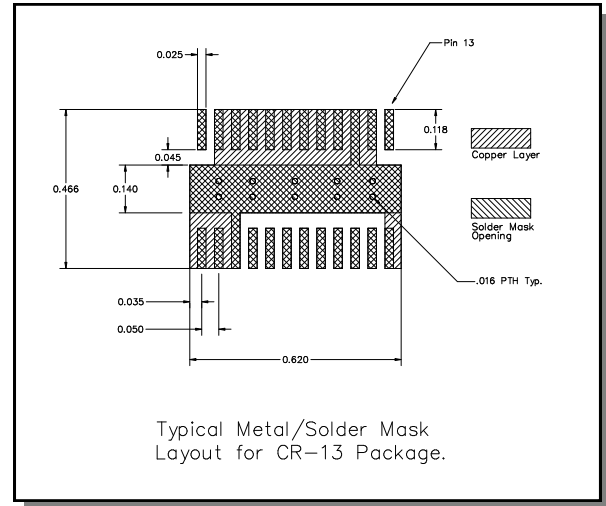 0.025
Pin 13
0.118
Copper Layer
0.045
0.466
0.140
Solder Mask
Opening
.016 PTH Typ.
0.035
0.050
0.620
Typical Metal/Solder Mask
Layout for CR-13 Package.